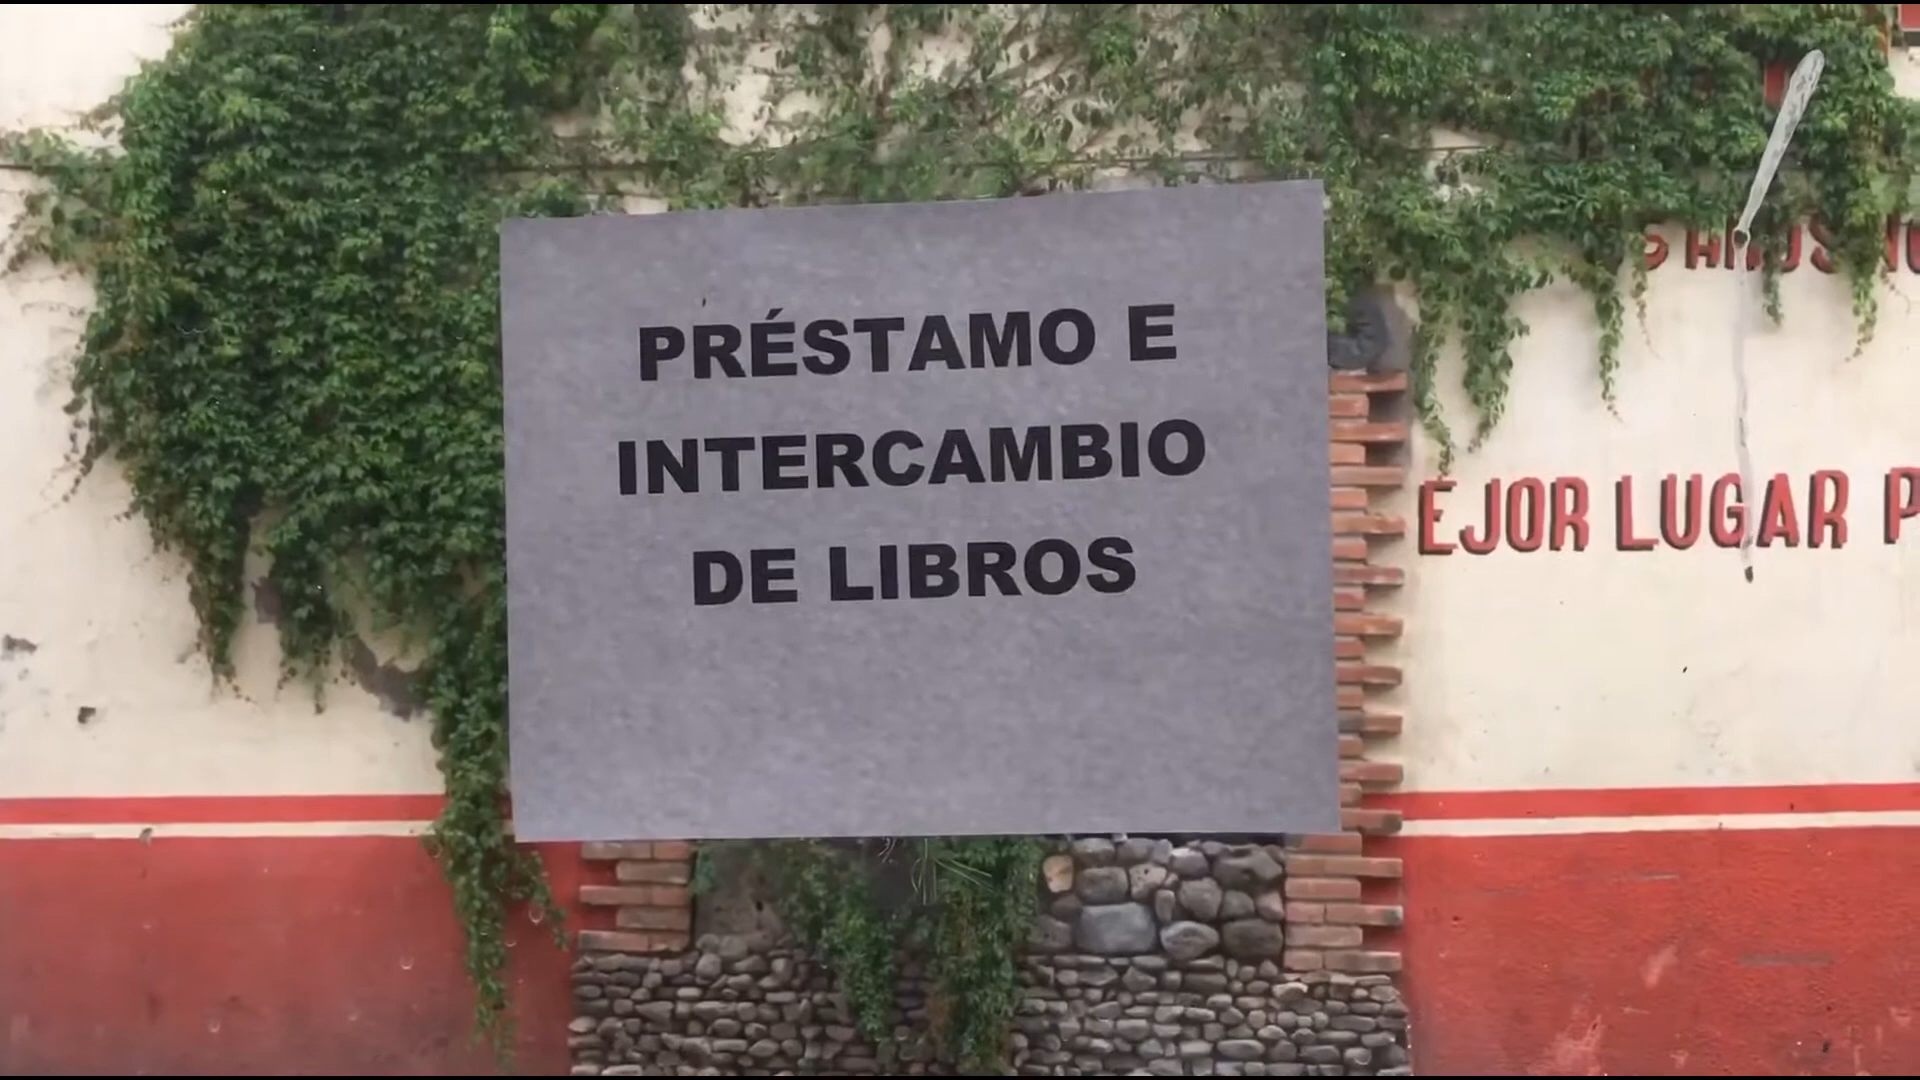 PRÉSTAMO E
INTERCAMBIO
DE LIBROS
EJOR LUGAR P